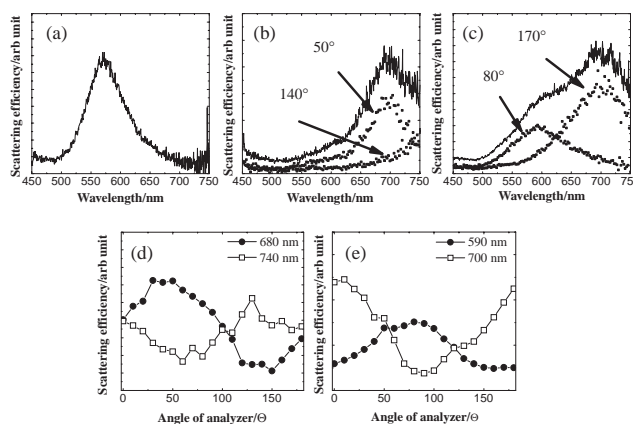 (a)
(b)
(c)
50°
140°
170°
80°
Scattering efficiency/arb unit
Scattering efficiency/arb unit
Scattering efficiency/arb unit
450 500 550 600 650 700 750
450 500 550 600 650 700 750
450 500 550 600 650 700 75
Wavelength/nm
Wavelength/nm
Wavelength/nm
(d)
680 nm
740 nm
(e)
590 nm
700 nm
Scattering efficiency/arb unit
Scattering efficiency/arb unit
0 50 100 150
0 50 100 150
Angle of analyzer/Θ
Angle of analyzer/Θ